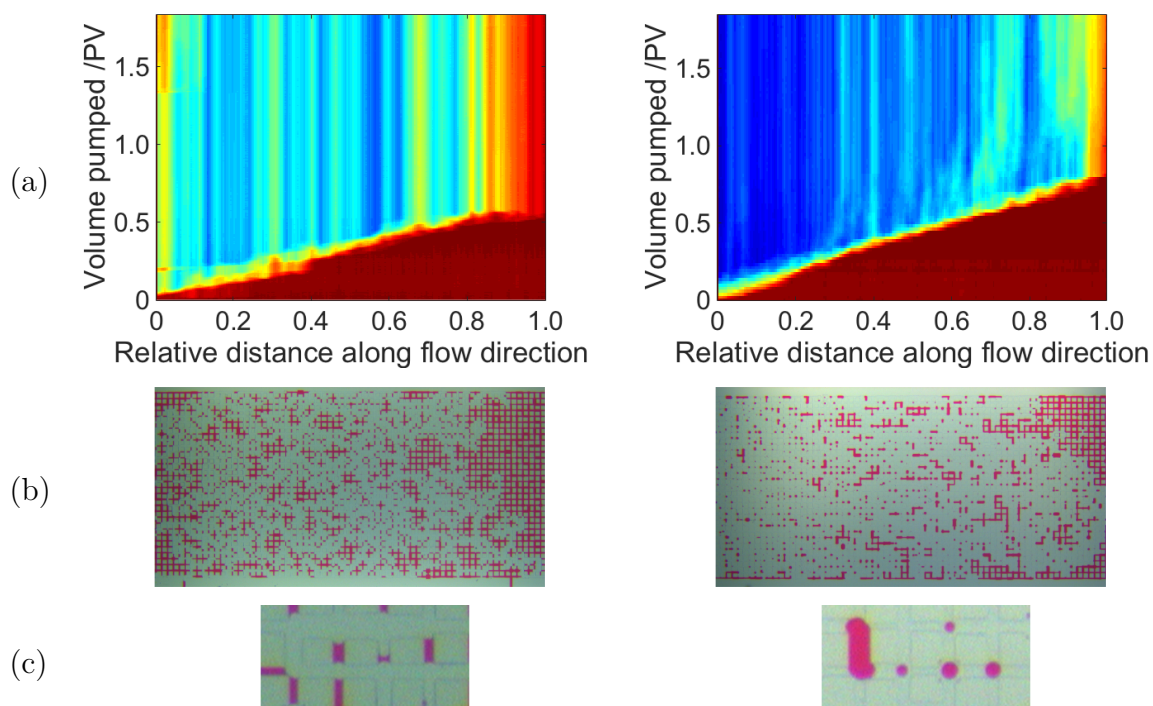 (a)
Volume pumped /PV
1.5
1.0
0.5
0
0 0.2 0.4 0.6 0.8 1.0
Relative distance along flow direction
Volume pumped /PV
1.5
1.0
0.5
0
0 0.2 0.4 0.6 0.8 1.0
Relative distance along flow direction
(b)
(c)